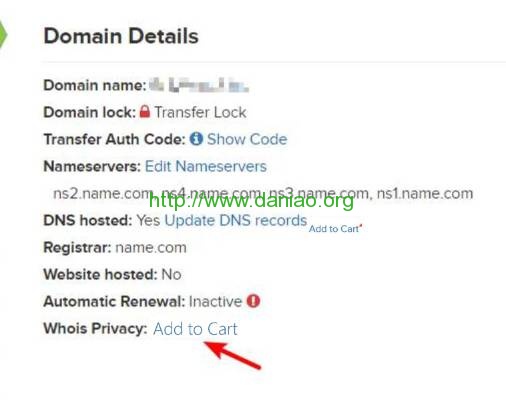 Domain Details
Domain name:
Domain lock: Transfer Lock
Transfer Auth Code: Show Code
Nameservers: Edit Nameservers
ns2.name.com, ns4.name.com, ns3.name.com, ns1.name.com
http://www.daniao.org
DNS hosted: Yes Update DNS records
Add to Cart
Registrar: name.com
Website hosted: No
Automatic Renewal: Inactive
Whois Privacy: Add to Cart